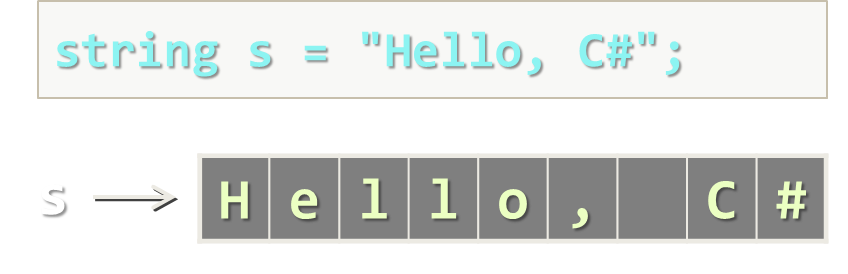 string s = "Hello, C#";
s H e l l o , C #